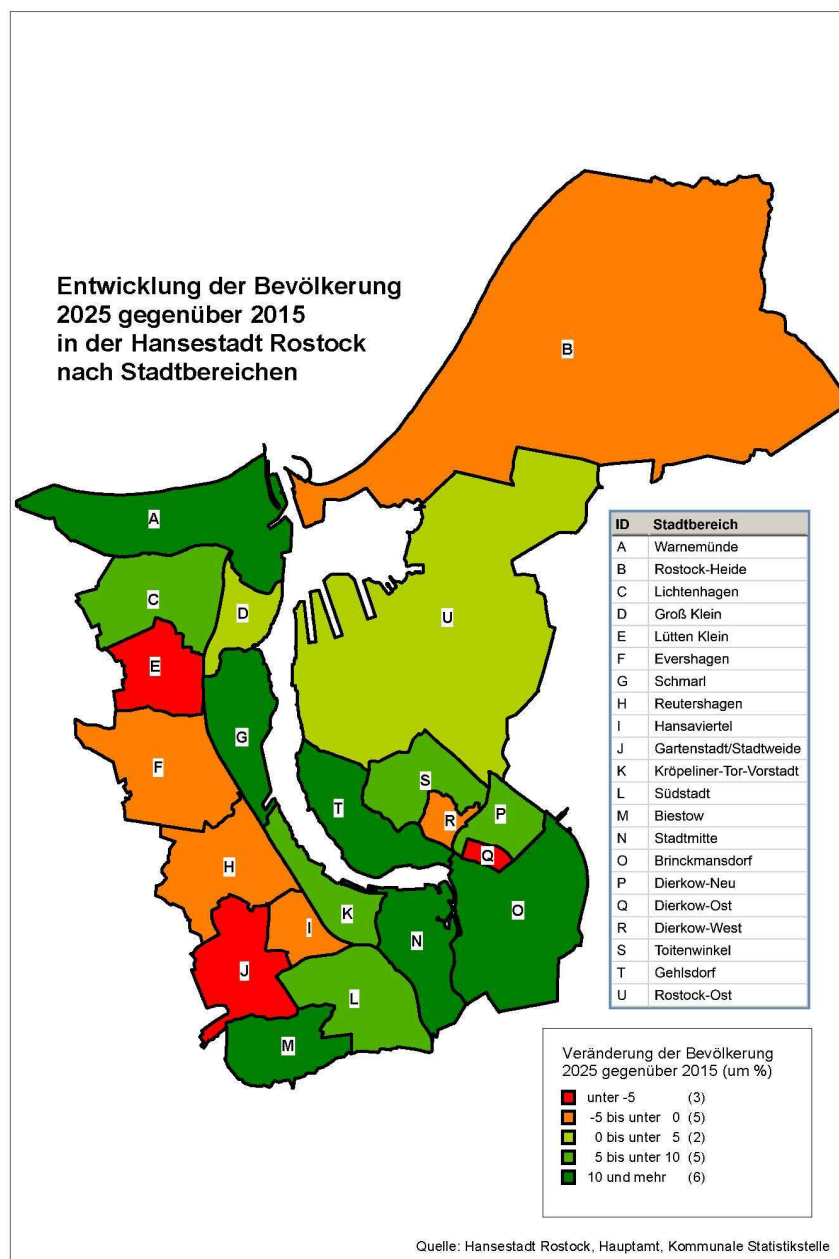 Entwicklung der Bevölkerung
2025 gegenüber 2015
in der Hansestadt Rostock
nach Stadtbereichen
B
A
C
D
E
U
G
F
S
T
R
P
Q
H
K
I
N
O
J
L
M
ID Stadtbereich
A Warnemünde
B Rostock-Heide
C Lichtenhagen
D Groß Klein
E Lütten Klein
F Evershagen
G Schmarl
H Reutershagen
I Hansaviertel
J Gartenstadt/Stadtweide
K Kröpeliner-Tor-Vorstadt
L Südstadt
M Biestow
N Stadtmitte
O Brinckmansdorf
P Dierkow-Neu
Q Dierkow-Ost
R Dierkow-West
S Toitenwinkel
T Gehlsdorf
U Rostock-Ost
Veränderung der Bevölkerung
2025 gegenüber 2015 (um %)
unter -5 (3)
-5 bis unter 0 (5)
0 bis unter 5 (2)
5 bis unter 10 (5)
10 und mehr (6)
Quelle: Hansestadt Rostock, Hauptamt, Kommunale Statistikstelle